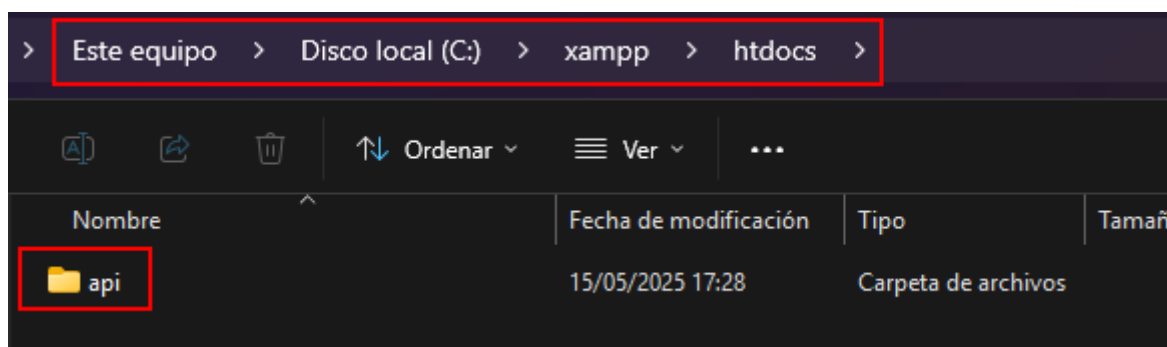 > Este equipo > Disco local (C:) > xampp > htdocs >
Ordenar Ver ...
Nombre Fecha de modificación Tipo Tamañ
api 15/05/2025 17:28 Carpeta de archivos